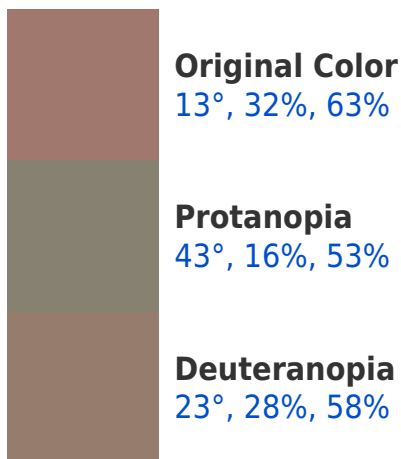 Original Color
13°, 32%, 63%
Protanopia
43°, 16%, 53%
Deuteranopia
23°, 28%, 58%